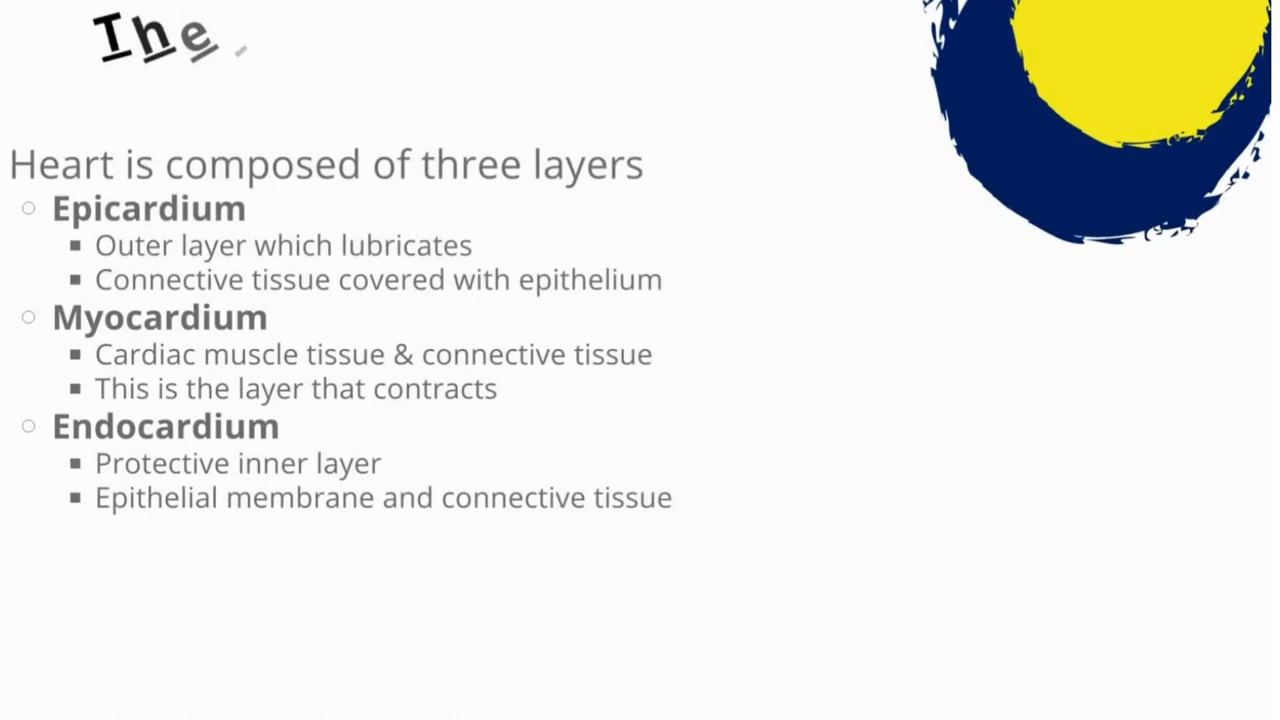 The
Heart is composed of three layers
○ Epicardium
▪ Outer layer which lubricates
▪ Connective tissue covered with epithelium
○ Myocardium
▪ Cardiac muscle tissue & connective tissue
▪ This is the layer that contracts
○ Endocardium
▪ Protective inner layer
▪ Epithelial membrane and connective tissue